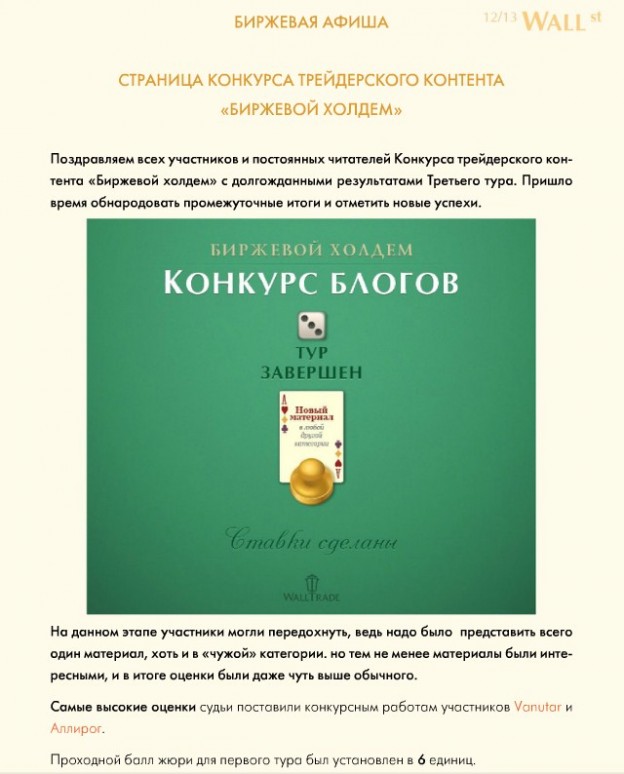 БИРЖЕВАЯ АФИША
12/13 WALL st
СТРАНИЦА КОНКУРСА ТРЕЙДЕРСКОГО КОНТЕНТА
«БИРЖЕВОЙ ХОЛДЕМ»
Поздравляем всех участников и постоянных читателей Конкурса трейдерского кон-
тента «Биржевой холдем» с долгожданными результатами Третьего тура. Пришло
время обнародовать промежуточные итоги и отметить новые успехи.
БИРЖЕВОЙ ХОЛДЕМ
КОНКУРС БЛОГОВ
ТУР
ЗАВЕРШЕН
A
Новый
материал
в любой
другой
категории
A
Ставки сделаны
WALLTRADE
На данном этапе участники могли передохнуть, ведь надо было представить всего
один материал, хоть и в «чужой» категории. но тем не менее материалы были инте-
ресными, и в итоге оценки были даже чуть выше обычного.
Самые высокие оценки судьи поставили конкурсным работам участников Vanutar и
Аллирог.
Проходной балл жюри для первого тура был установлен в 6 единиц.